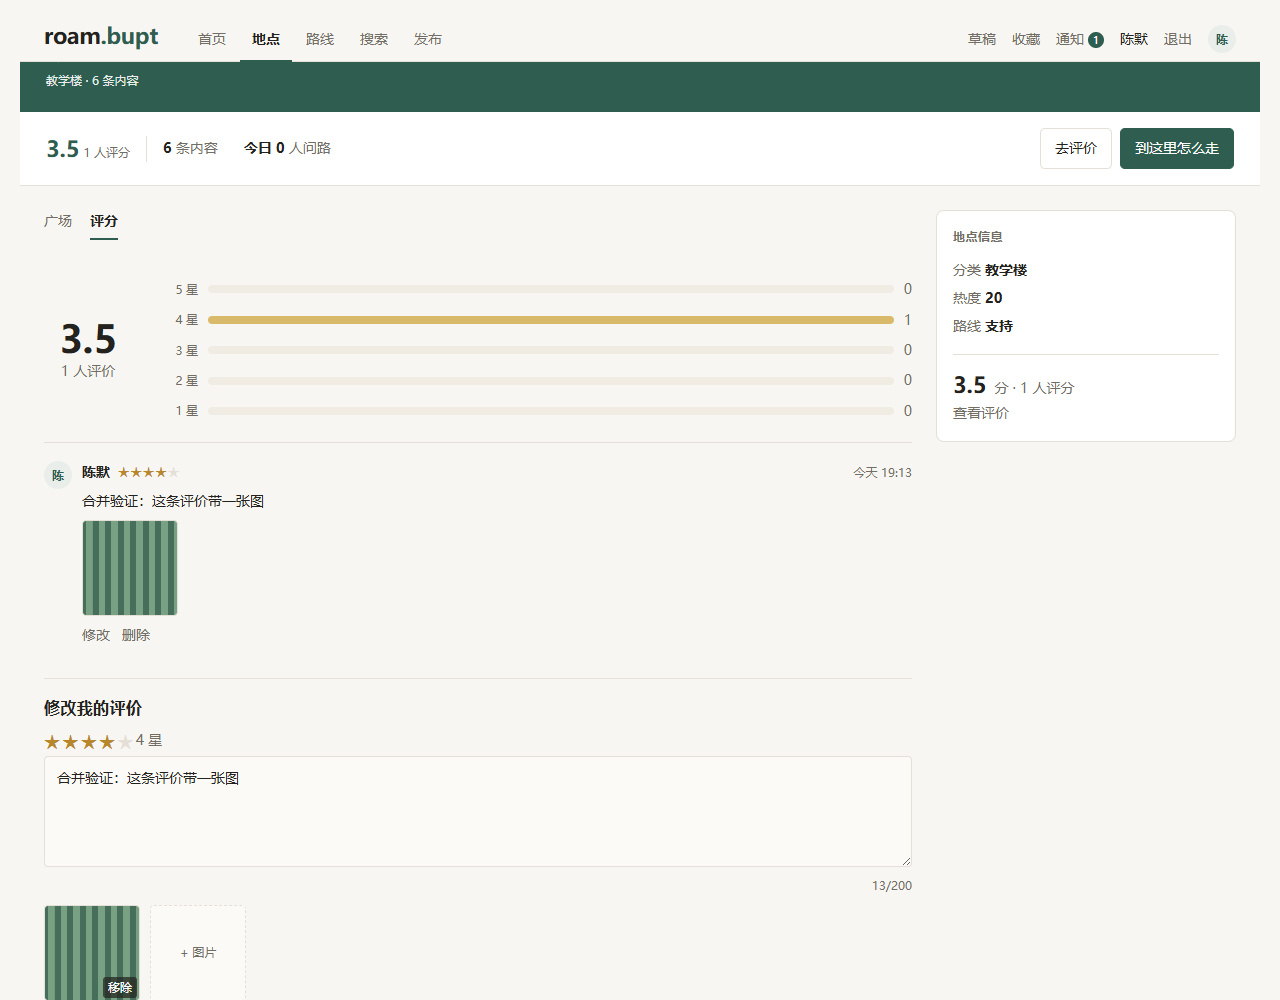 roam.bupt 首页 地点 路线 搜索 发布 草稿 收藏 通知 1 陈默 退出 陈
教学楼 · 6 条内容
3.5 1 人评分 6 条内容 今日 0 人问路 去评价 到这里怎么走
广场 评分
5 星 0
4 星 1
3 星 0
2 星 0
1 星 0
3.5
1 人评价
地点信息
分类 教学楼
热度 20
路线 支持
3.5 分 · 1 人评分
查看评价
陈 陈默 ★★★★★ 今天 19:13
合并验证：这条评价带一张图
修改 删除
修改我的评价
★★★★★ 4 星
合并验证：这条评价带一张图
13/200
移除
+ 图片